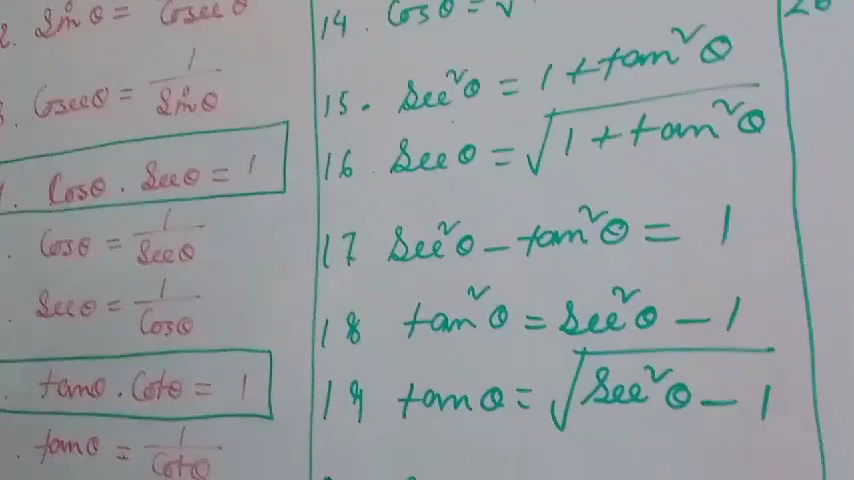 2. Sinθ = Cosecθ
3. Cosecθ = 1/Sinθ
Cosθ . Secθ = 1
Cosθ = 1/Secθ
Secθ = 1/Cosθ
tanθ . Cotθ = 1
tanθ = 1/Cotθ
14. Cosθ = √
15. Sec²θ = 1 + tan²θ
16 Secθ = √(1 + tan²θ)
17 Sec²θ - tan²θ = 1
18 tan²θ = Sec²θ - 1
19 tanθ = √(Sec²θ - 1)